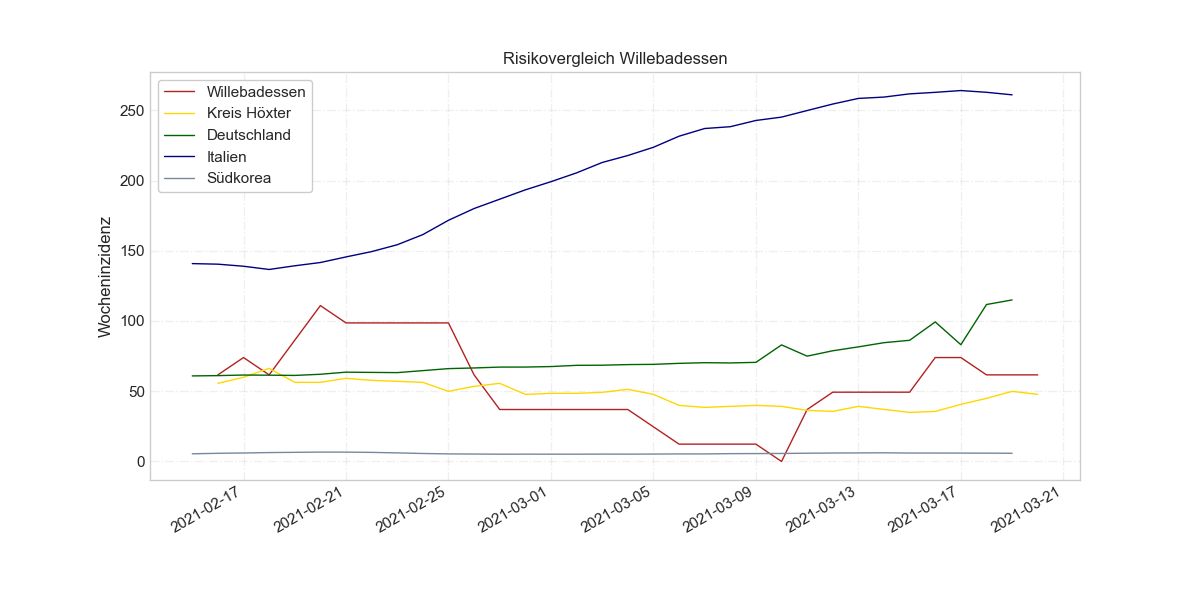 Risikovergleich Willebadessen
Willebadessen
Kreis Höxter
Deutschland
Italien
Südkorea
Wocheninzidenz
250
200
150
100
50
0
2021-02-17
2021-02-21
2021-02-25
2021-03-01
2021-03-05
2021-03-09
2021-03-13
2021-03-17
2021-03-21